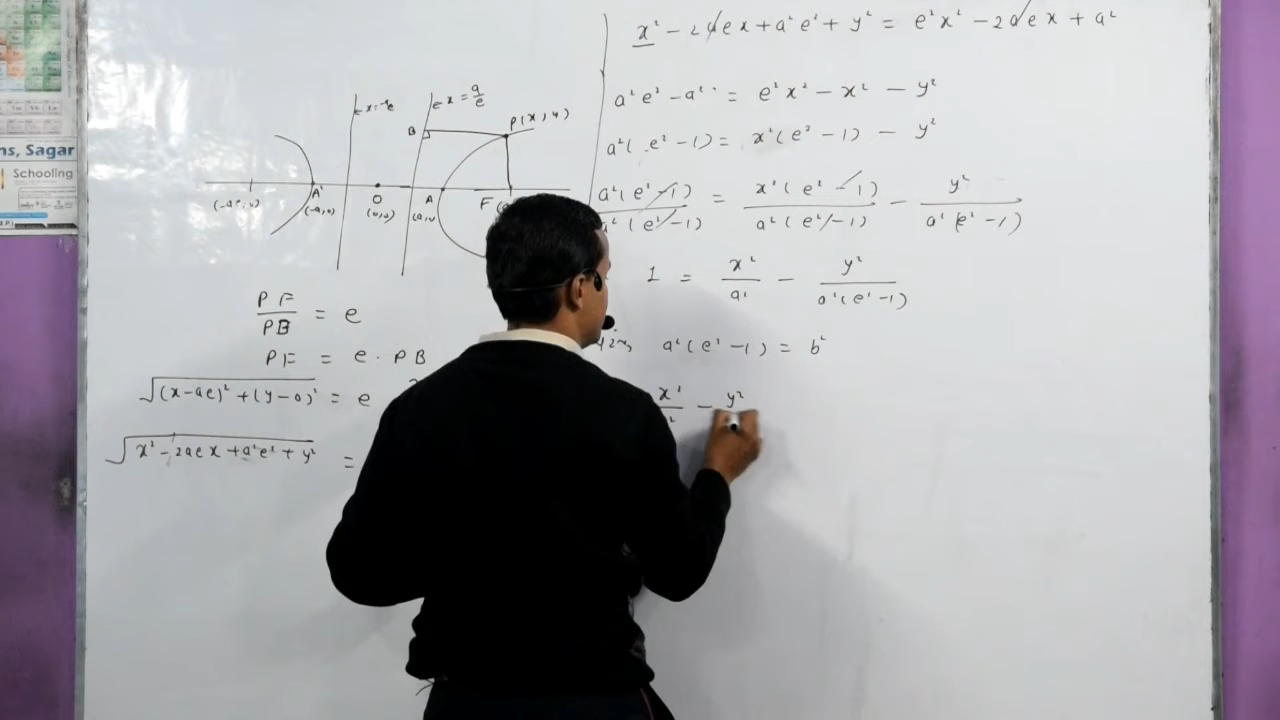 ns, Sagar
Schooling
x = a/e
B
P(x, y)
A'
A
F
(-ae, 0)
(-a, 0)
O
(0, 0)
(a, 0)
PF/PB = e
PF = e . PB
√(x-ae)² + (y-0)² = e
√x² - 2aex + a²e² + y² =
x² - 2aex + a²e² + y² = e²x² - 2aex + a²
a²e² - a² = e²x² - x² - y²
a²(e² - 1) = x²(e² - 1) - y²
a²(e² - 1)/a²(e² - 1) = x²(e² - 1)/a²(e² - 1) - y²/a²(e² - 1)
1 = x²/a² - y²/a²(e² - 1)
a²(e² - 1) = b²
x² - y²